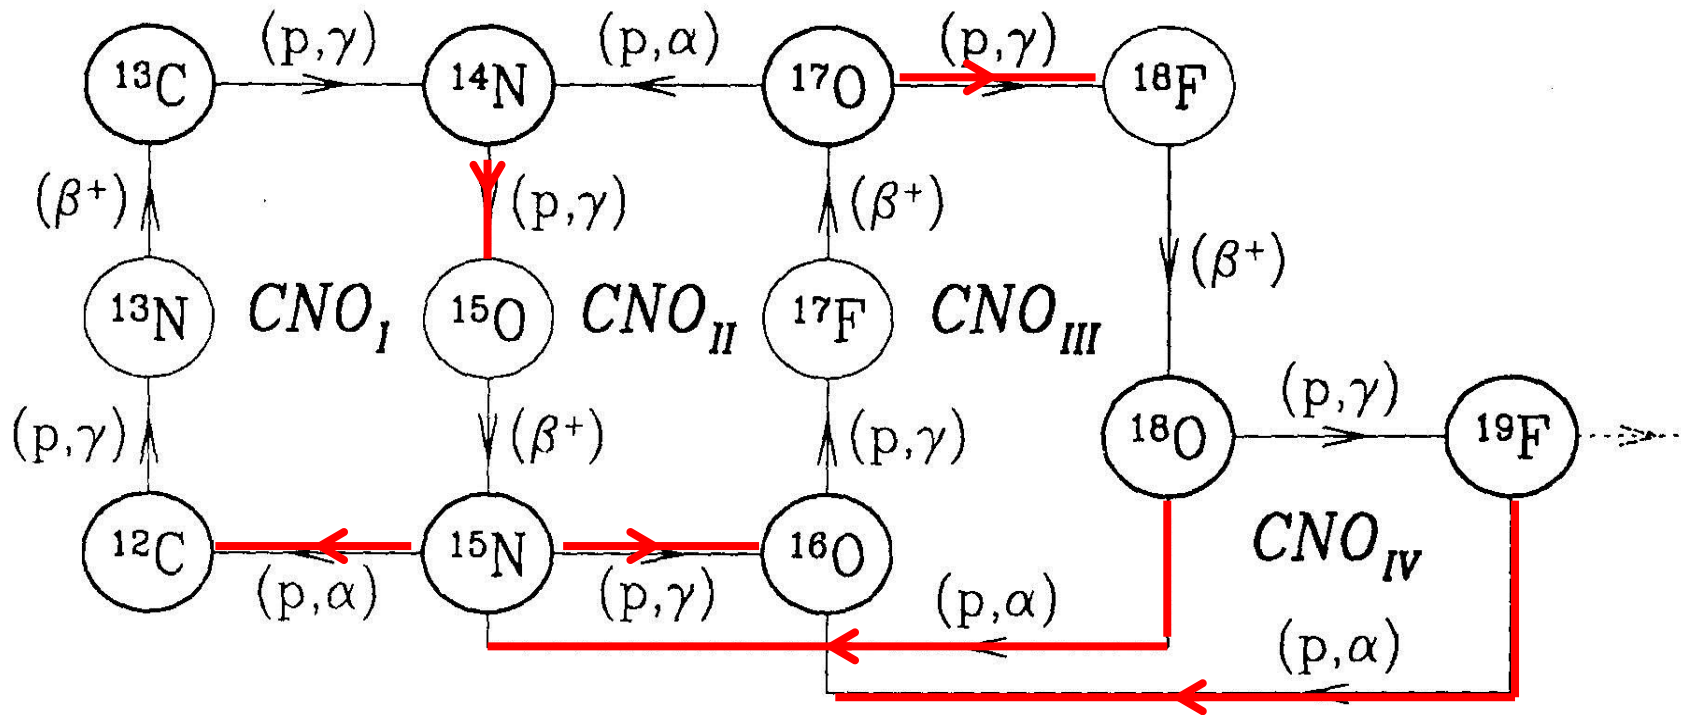 (p,γ) (p,α) (p,γ)
¹³C ¹⁴N ¹⁷O ¹⁸F
(β⁺) (p,γ) (β⁺) (β⁺)
¹³N CNO_I ¹⁵O CNO_II ¹⁷F CNO_III
(p,γ) (β⁺) (p,γ) ¹⁸O (p,γ) ¹⁹F
¹²C ¹⁵N ¹⁶O CNO_IV
(p,α) (p,γ) (p,α) (p,α)